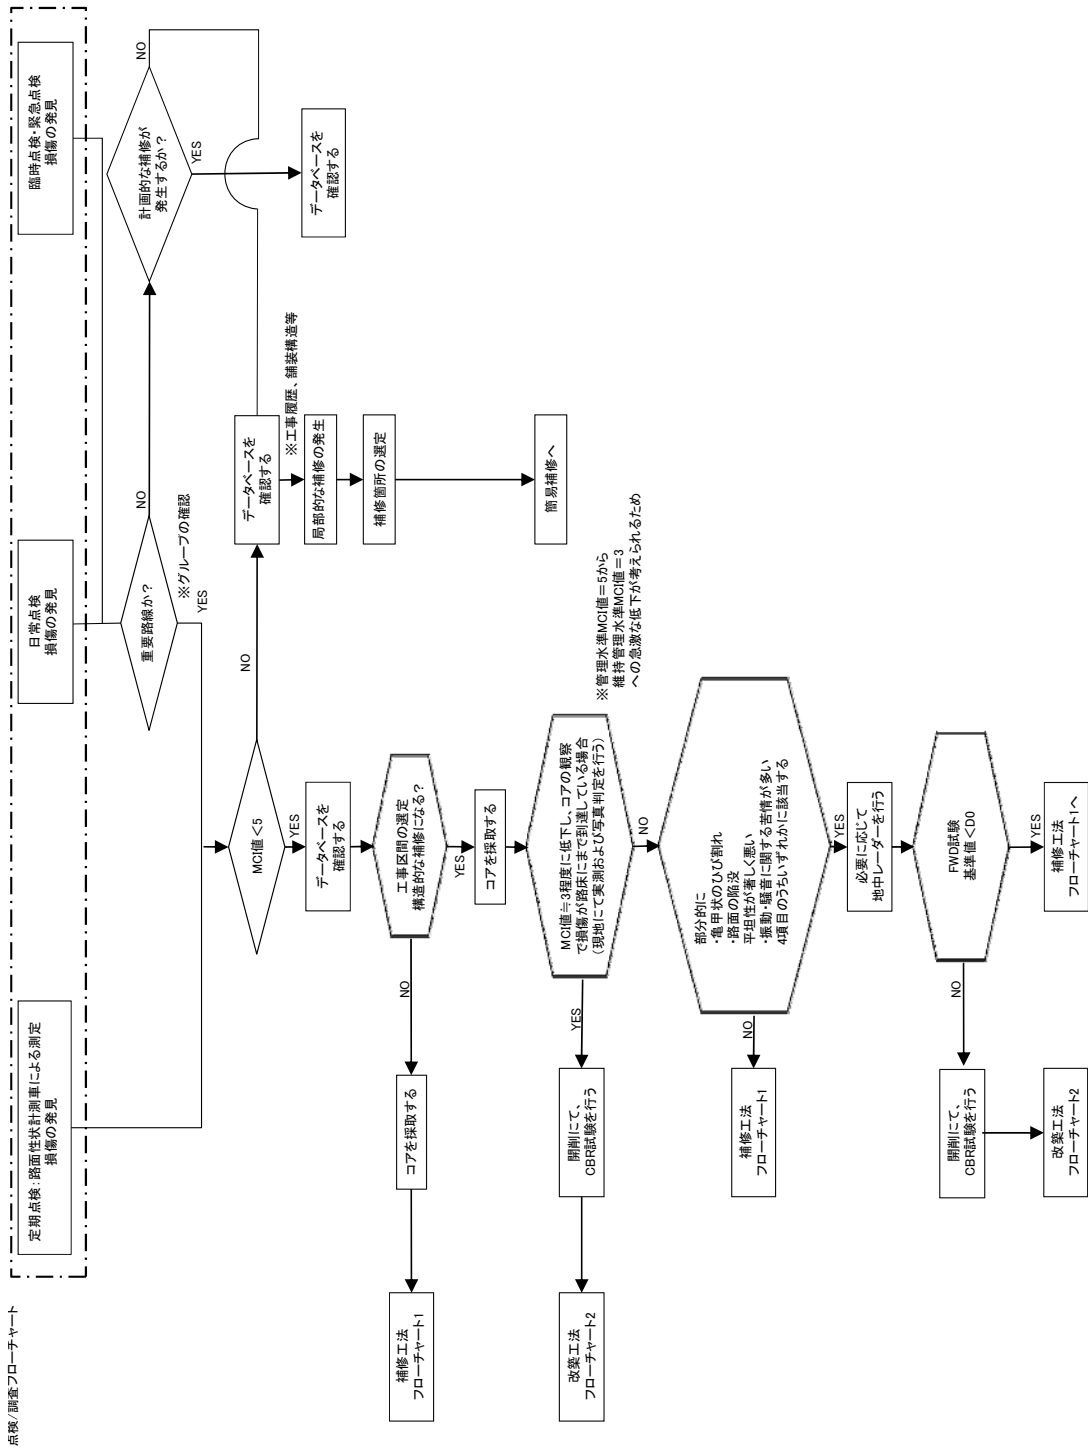 点検/調査フローチャート
定期点検:路面性状計測車による測定
損傷の発見
日常点検
損傷の発見
臨時点検・緊急点検
損傷の発見
重要路線か?
NO
※グループの確認
YES
計画的な補修が
発生するか?
NO
YES
データベースを
確認する
MCI値<5
NO
YES
データベースを
確認する
※工事履歴、舗装構造等
局部的な補修の発生
補修箇所の選定
簡易補修へ
データベースを
確認する
工事区間の選定
構造的な補修になる?
NO
YES
コアを採取する
補修工法
フローチャート1
コアを採取する
MCI値≒3程度に低下し、コアの観察
で損傷が路床にまで到達している場合
(現地にて実測および写真判定を行う)
※管理水準MCI値=5から
維持管理水準MCI値=3
への急激な低下が考えられるため
YES
NO
開削にて、
CBR試験を行う
改築工法
フローチャート2
部分的に
・亀甲状のひび割れ
・路面の陥没
平坦性が著しく悪い
・振動・騒音に関する苦情が多い
4項目のうちいずれかに該当する
NO
YES
補修工法
フローチャート1
必要に応じて
地中レーダーを行う
FWD試験
基準値<D0
NO
YES
開削にて、
CBR試験を行う
改築工法
フローチャート2
補修工法
フローチャート1へ